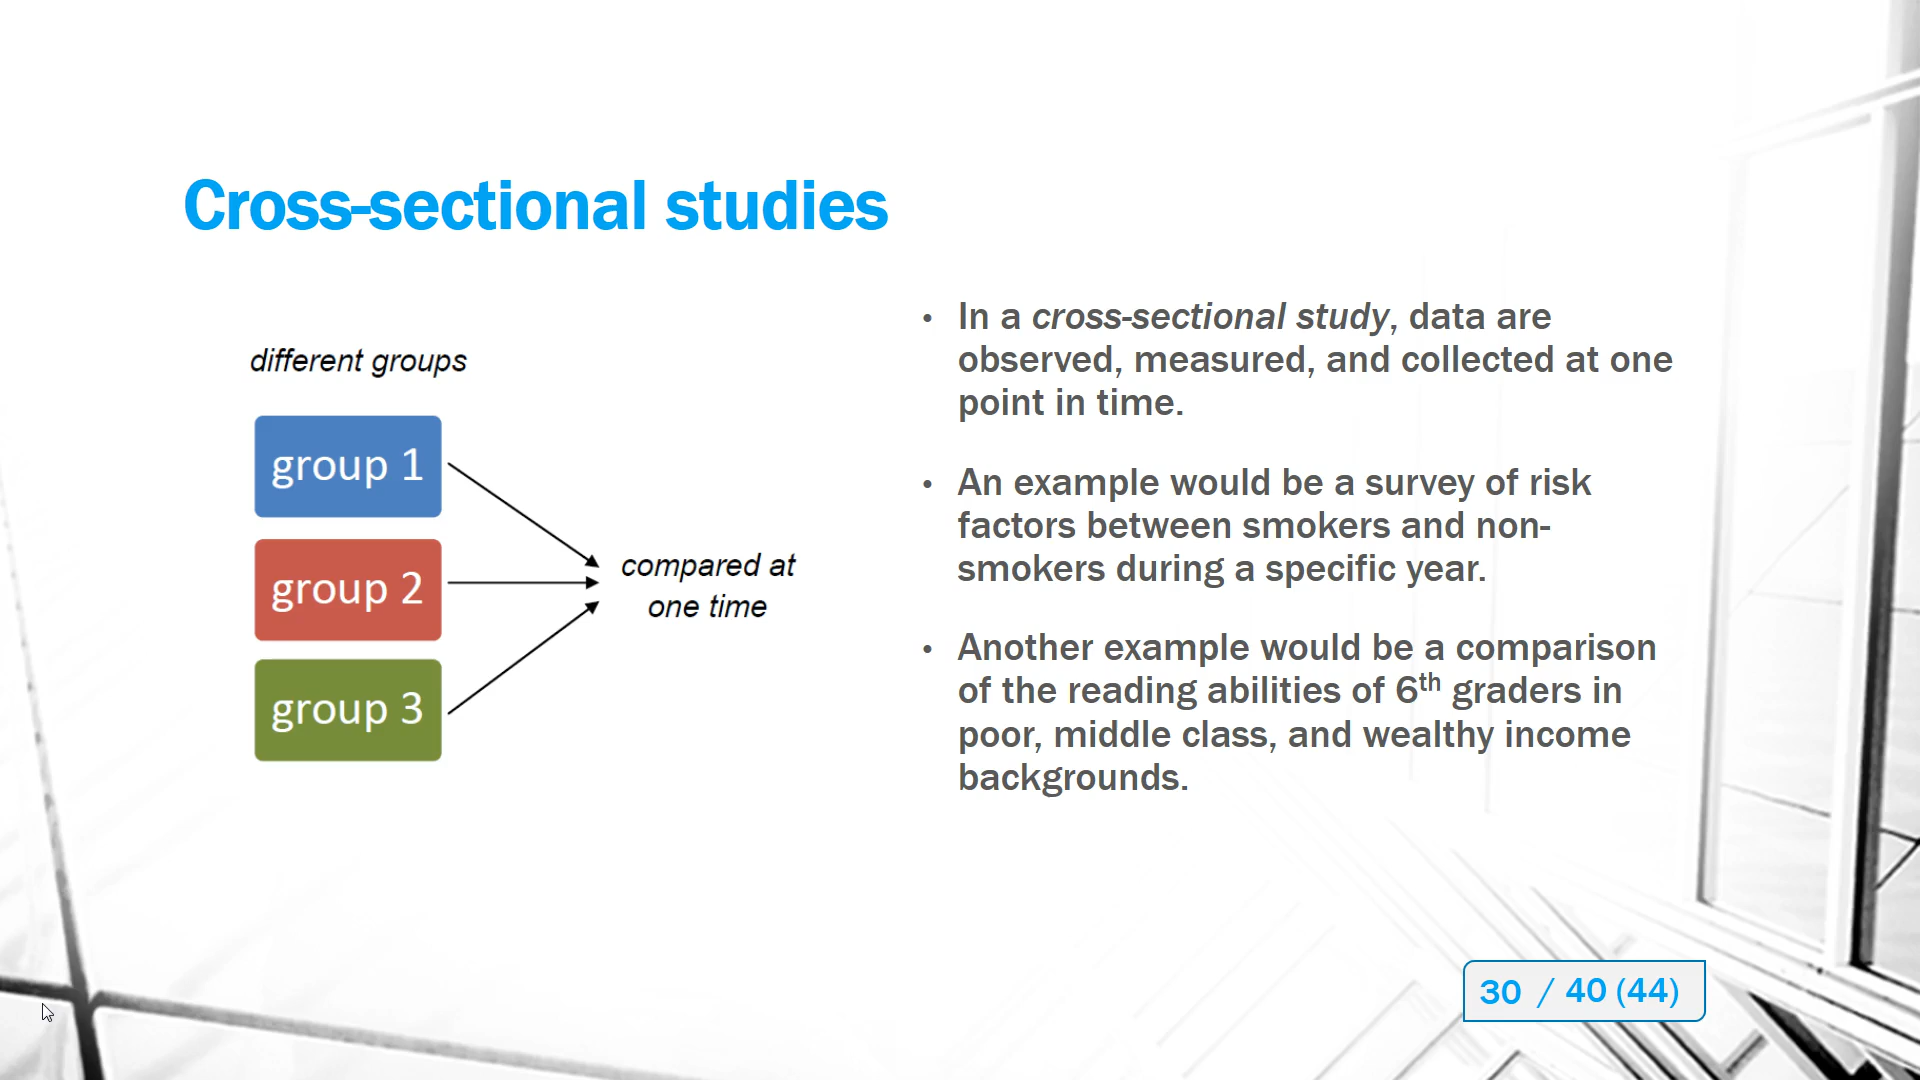 Cross-sectional studies
different groups
group 1
group 2
group 3
compared at
one time
• In a cross-sectional study, data are
observed, measured, and collected at one
point in time.
• An example would be a survey of risk
factors between smokers and non-
smokers during a specific year.
• Another example would be a comparison
of the reading abilities of 6th graders in
poor, middle class, and wealthy income
backgrounds.
30 / 40 (44)